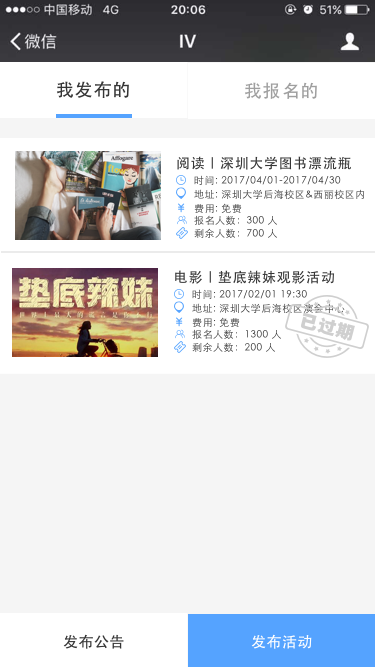 中国移动 4G 20:06 51%
微信 IV
我发布的 我报名的
阅读丨深圳大学图书漂流瓶
时间: 2017/04/01-2017/04/30
地址: 深圳大学后海校区&西丽校区内
费用: 免费
报名人数: 300 人
剩余人数: 700 人
垫底辣妹
电影丨垫底辣妹观影活动
时间: 2017/02/01 19:30
地址: 深圳大学后海校区演会中心
费用: 免费
报名人数: 1300 人
剩余人数: 200 人
已过期
发布公告 发布活动